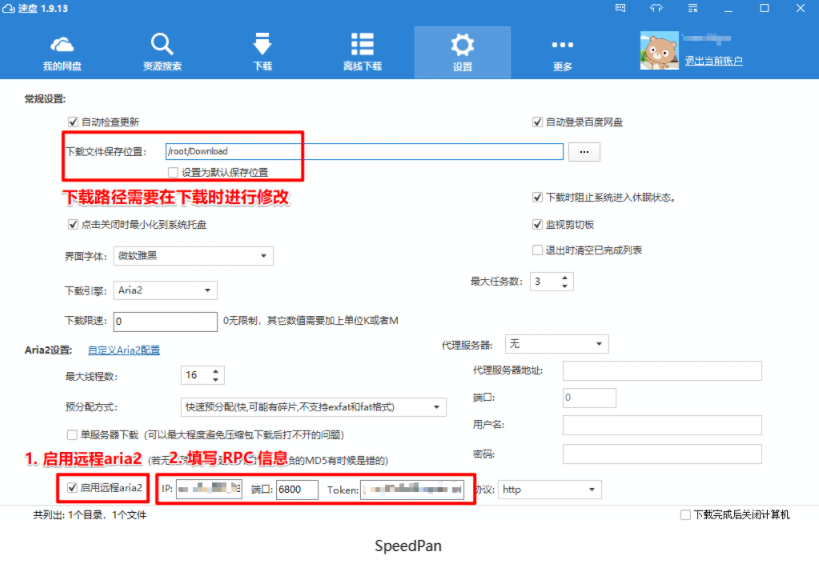 速盘 1.9.13
我的网盘 资源搜索 下载 离线下载 设置 更多 退出当前账户
常规设置:
自动检查更新 自动登录百度网盘
下载文件保存位置: /root/Download ...
设置为默认保存位置
下载路径需要在下载时进行修改 下载时阻止系统进入休眠状态。
点击关闭时最小化到系统托盘 监视剪切板
界面字体: 微软雅黑 退出时清空已完成列表
下载引擎: Aria2 最大任务数: 3
下载限速: 0 0无限制，其它数值需要加上单位K或者M
Aria2设置: 自定义Aria2配置 代理服务器: 无
最大线程数: 16 代理服务器地址:
预分配方式: 快速预分配(快,可能有碎片,不支持exfat和fat格式) 端口: 0
用户名:
单服务器下载（可以最大程度避免压缩包下载后打不开的问题）
密码:
1. 启用远程aria2 (若无 2. 填写 RPC 信息 的MD5有时候是错的)
启用远程aria2 IP: 端口: 6800 Token: 协议: http
共列出: 1个目录，1个文件 下载完成后关闭计算机
SpeedPan